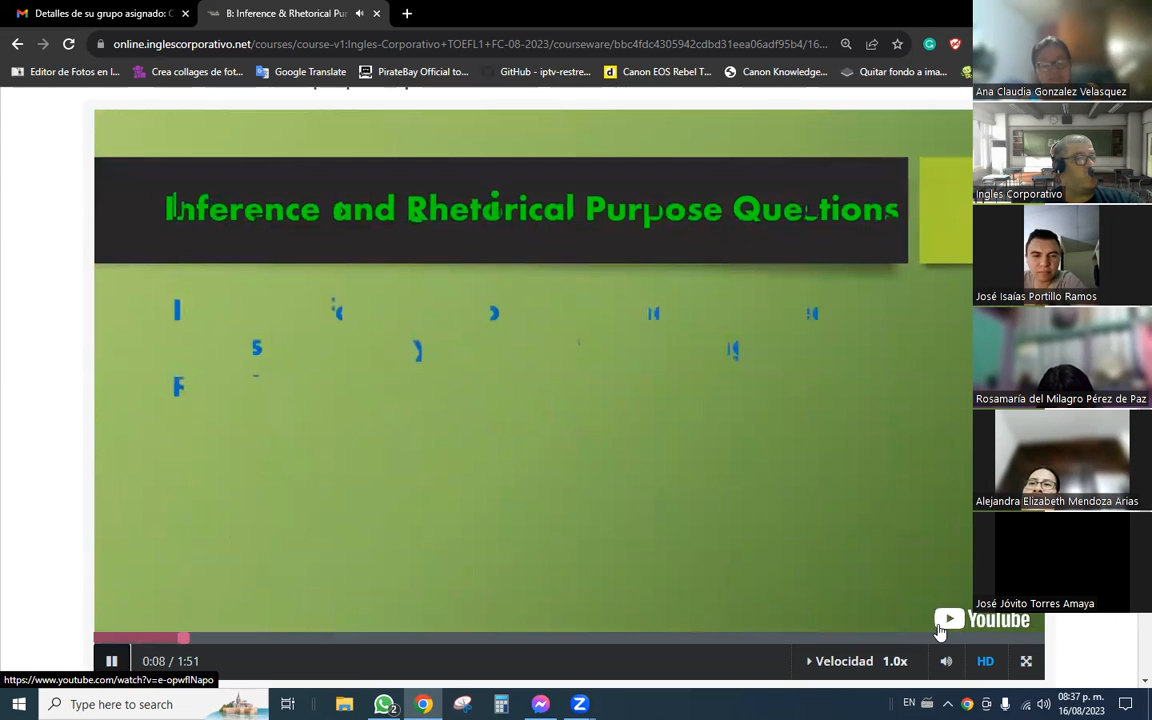 Detalles de su grupo asignado: C
B: Inference & Rhetorical Pur
online.inglescorporativo.net/courses/course-v1:Ingles-Corporativo+TOEFL1+FC-08-2023/courseware/bbc4fdc4305942cdbd31eea06adf95b4/16...
Editor de Fotos en l...
Crea collages de fot...
Google Translate
PirateBay Official to...
GitHub - iptv-restre...
Canon EOS Rebel T...
Canon Knowledge...
Quitar fondo a ima...
Inference and Rhetorical Purpose Questions
YouTube
0:08 / 1:51
Velocidad 1.0x
HD
https://www.youtube.com/watch?v=e-opwflNapo
Type here to search
2
EN
08:37 p. m.
16/08/2023
Ana Claudia Gonzalez Velasquez
Ingles Corporativo
José Isaías Portillo Ramos
Rosamaría del Milagro Pérez de Paz
Alejandra Elizabeth Mendoza Arias
José Jóvito Torres Amaya